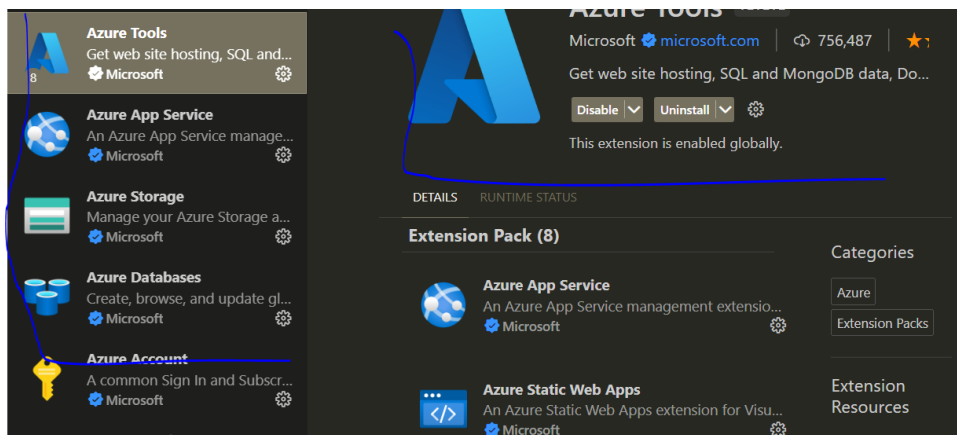 Azure Tools
Get web site hosting, SQL and...
8
Microsoft
Azure App Service
An Azure App Service manage...
Microsoft
Azure Storage
Manage your Azure Storage a...
Microsoft
Azure Databases
Create, browse, and update gl...
Microsoft
Azure Account
A common Sign In and Subscr...
Microsoft
Azure Tools
Microsoft microsoft.com 756,487
Get web site hosting, SQL and MongoDB data, Do...
Disable Uninstall
This extension is enabled globally.
DETAILS RUNTIME STATUS
Extension Pack (8)
Azure App Service
An Azure App Service management extensio...
Microsoft
Azure Static Web Apps
An Azure Static Web Apps extension for Visu...
Microsoft
Categories
Azure
Extension Packs
Extension
Resources